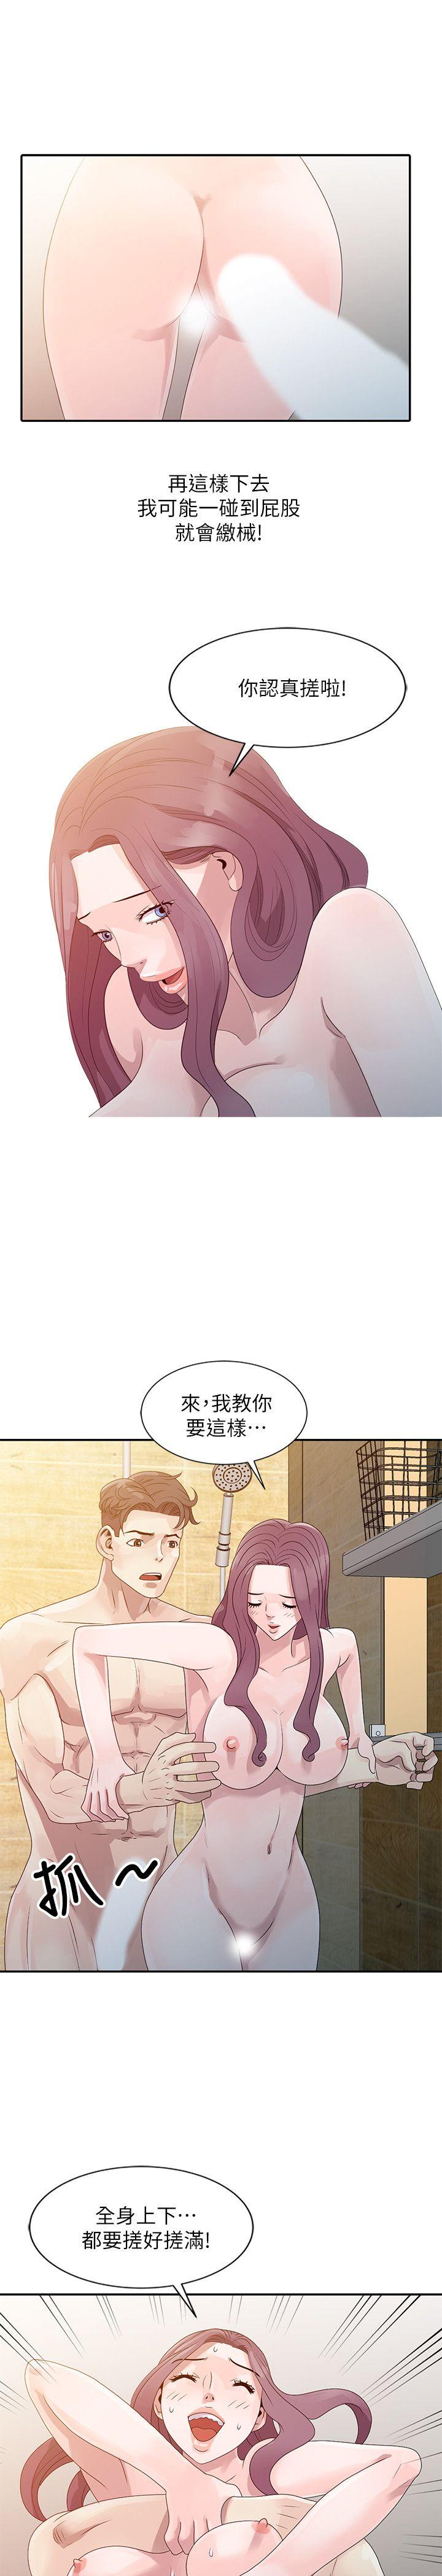 再這樣下去
我可能一碰到屁股
就會繳械!
你認真搓啦!
來,我教你
要這樣…
抓~
全身上下…
都要搓好搓滿!